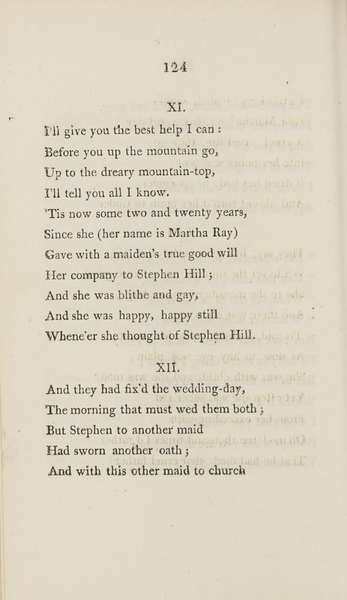 124
XI.
I'll give you the best help I can :
Before you up the mountain go,
Up to the dreary mountain-top,
I'll tell you all I know.
'Tis now some two and twenty years,
Since she (her name is Martha Ray)
Gave with a maiden's true good will
Her company to Stephen Hill ;
And she was blithe and gay,
And she was happy, happy still
Whene'er she thought of Stephen Hill.
XII.
And they had fix'd the wedding-day,
The morning that must wed them both ;
But Stephen to another maid
Had sworn another oath ;
And with this other maid to church